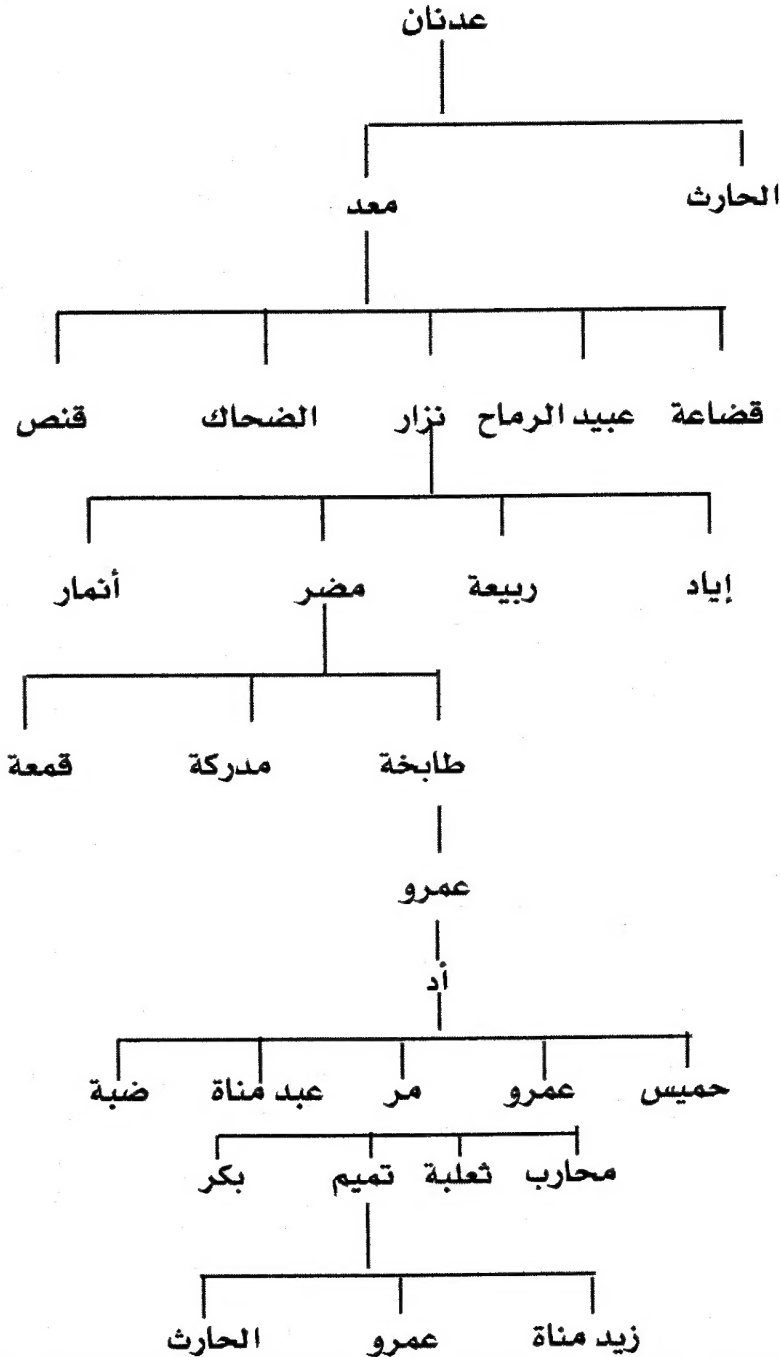 عدنان
الحارث معد
قضاعة عبيد الرماح نزار الضحاك قنص
إياد ربيعة مضر أنمار
طابخة مدركة قمعة
عمرو
أد
حميس عمرو مر عبد مناة ضبة
محارب ثعلبة تميم بكر
زيد مناة عمرو الحارث